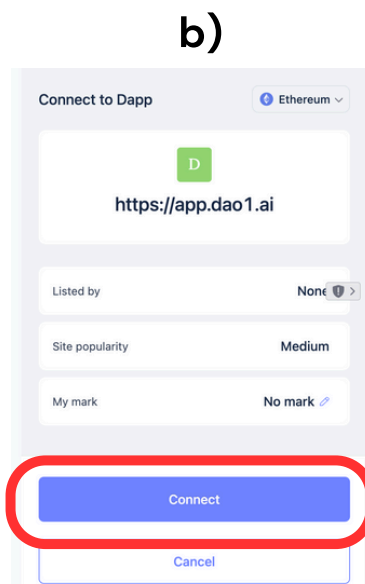 b)
Connect to Dapp Ethereum
D
https://app.dao1.ai
Listed by None
Site popularity Medium
My mark No mark
Connect
Cancel